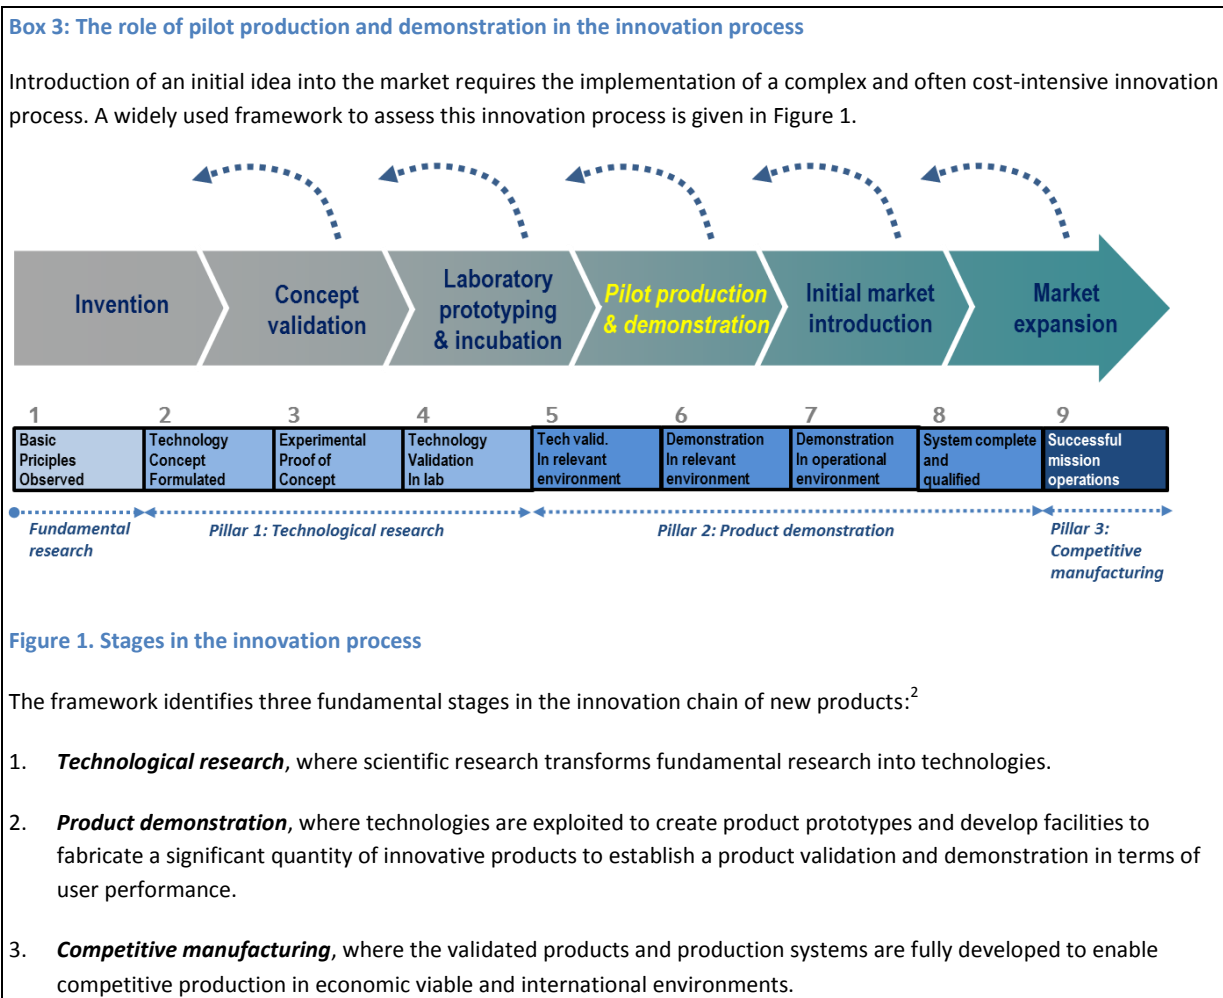 Box 3: The role of pilot production and demonstration in the innovation process
Introduction of an initial idea into the market requires the implementation of a complex and often cost-intensive innovation
process. A widely used framework to assess this innovation process is given in Figure 1.
Invention
Concept
validation
Laboratory
prototyping
& incubation
Pilot production
& demonstration
Initial market
introduction
Market
expansion
1
2
3
4
5
6
7
8
9
Basic
Priciples
Observed
Technology
Concept
Formulated
Experimental
Proof of
Concept
Technology
Validation
In lab
Tech valid.
In relevant
environment
Demonstration
In relevant
environment
Demonstration
In operational
environment
System complete
and
qualified
Successful
mission
operations
Fundamental
research
Pillar 1: Technological research
Pillar 2: Product demonstration
Pillar 3:
Competitive
manufacturing
Figure 1. Stages in the innovation process
The framework identifies three fundamental stages in the innovation chain of new products:2
1. Technological research, where scientific research transforms fundamental research into technologies.
2. Product demonstration, where technologies are exploited to create product prototypes and develop facilities to
fabricate a significant quantity of innovative products to establish a product validation and demonstration in terms of
user performance.
3. Competitive manufacturing, where the validated products and production systems are fully developed to enable
competitive production in economic viable and international environments.